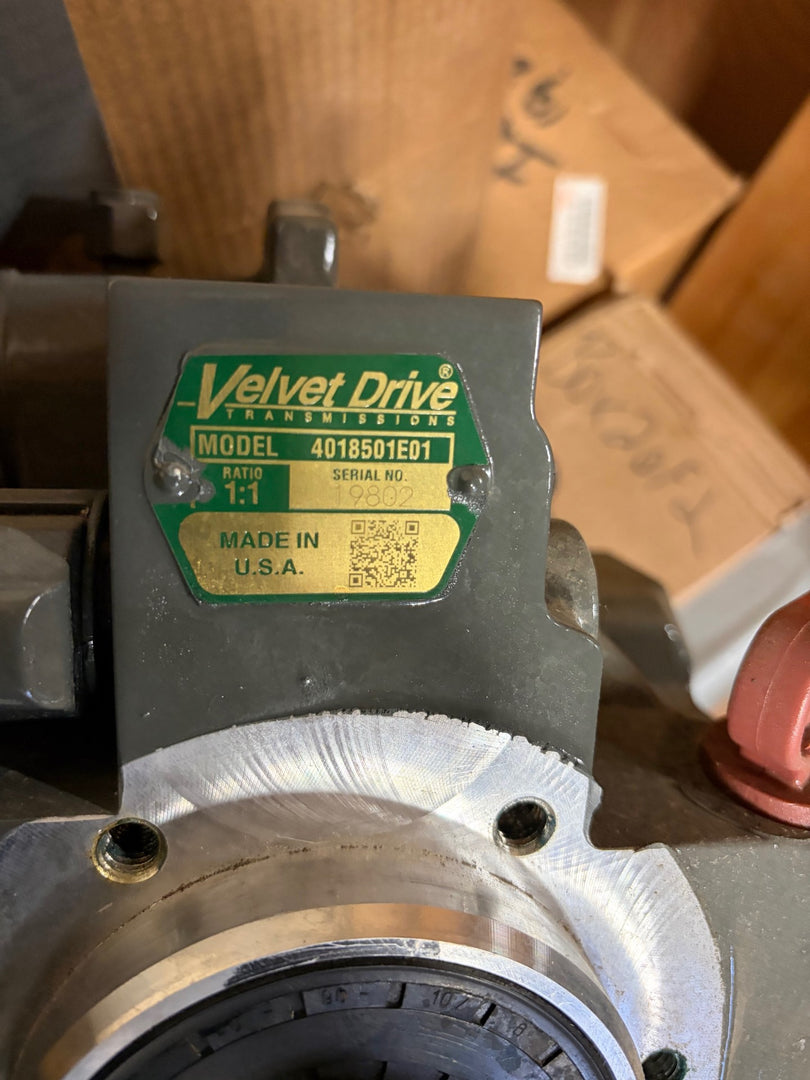 Velvet Drive®
TRANSMISSIONS
MODEL 4018501E01
RATIO
1:1
SERIAL NO.
19802
MADE IN
U.S.A.